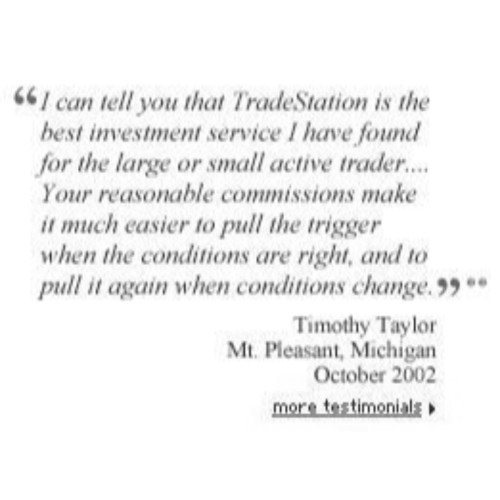 “I can tell you that TradeStation is the
best investment service I have found
for the large or small active trader....
Your reasonable commissions make
it much easier to pull the trigger
when the conditions are right, and to
pull it again when conditions change.” **
Timothy Taylor
Mt. Pleasant, Michigan
October 2002
more testimonials